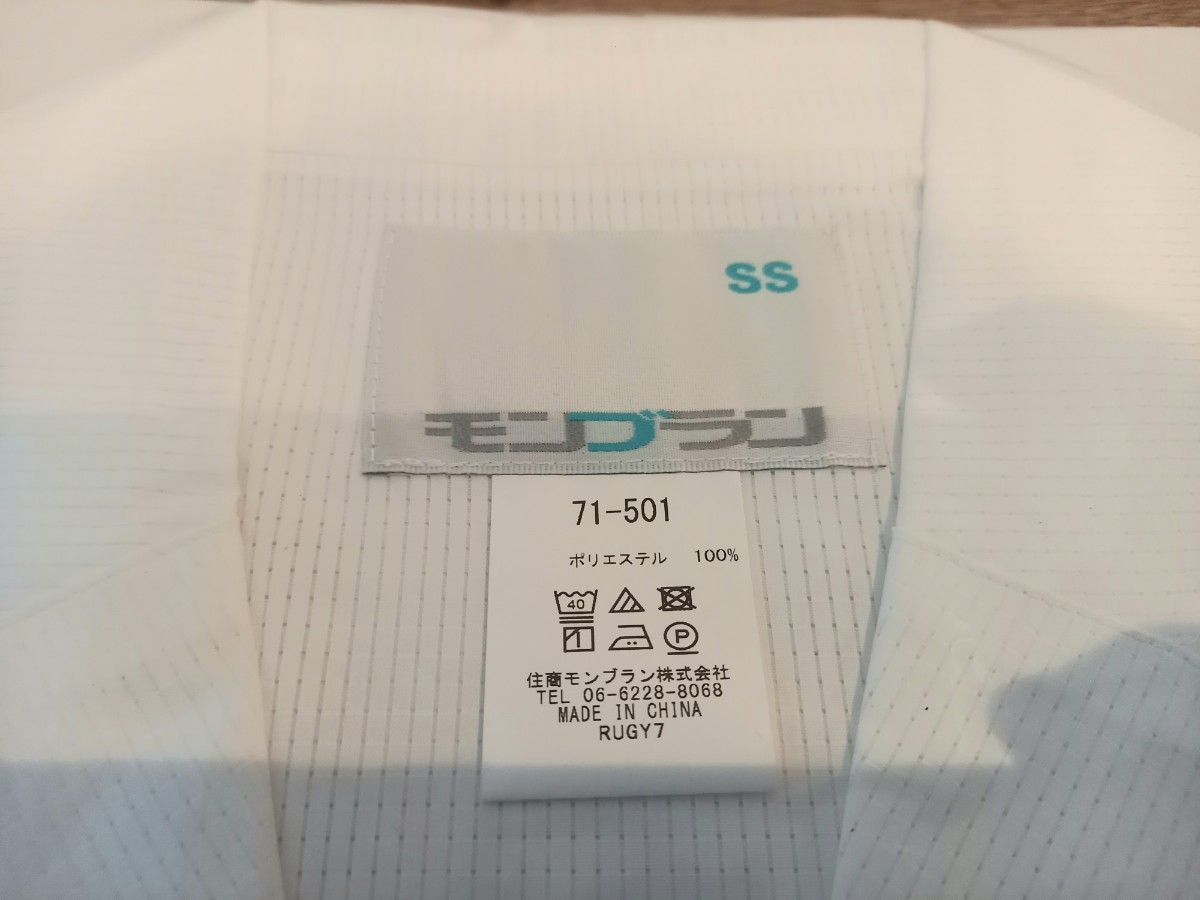 SS
モンブラン
71-501
ポリエステル 100%
40
P
住商モンブラン株式会社
TEL 06-6228-8068
MADE IN CHINA
RUGY7